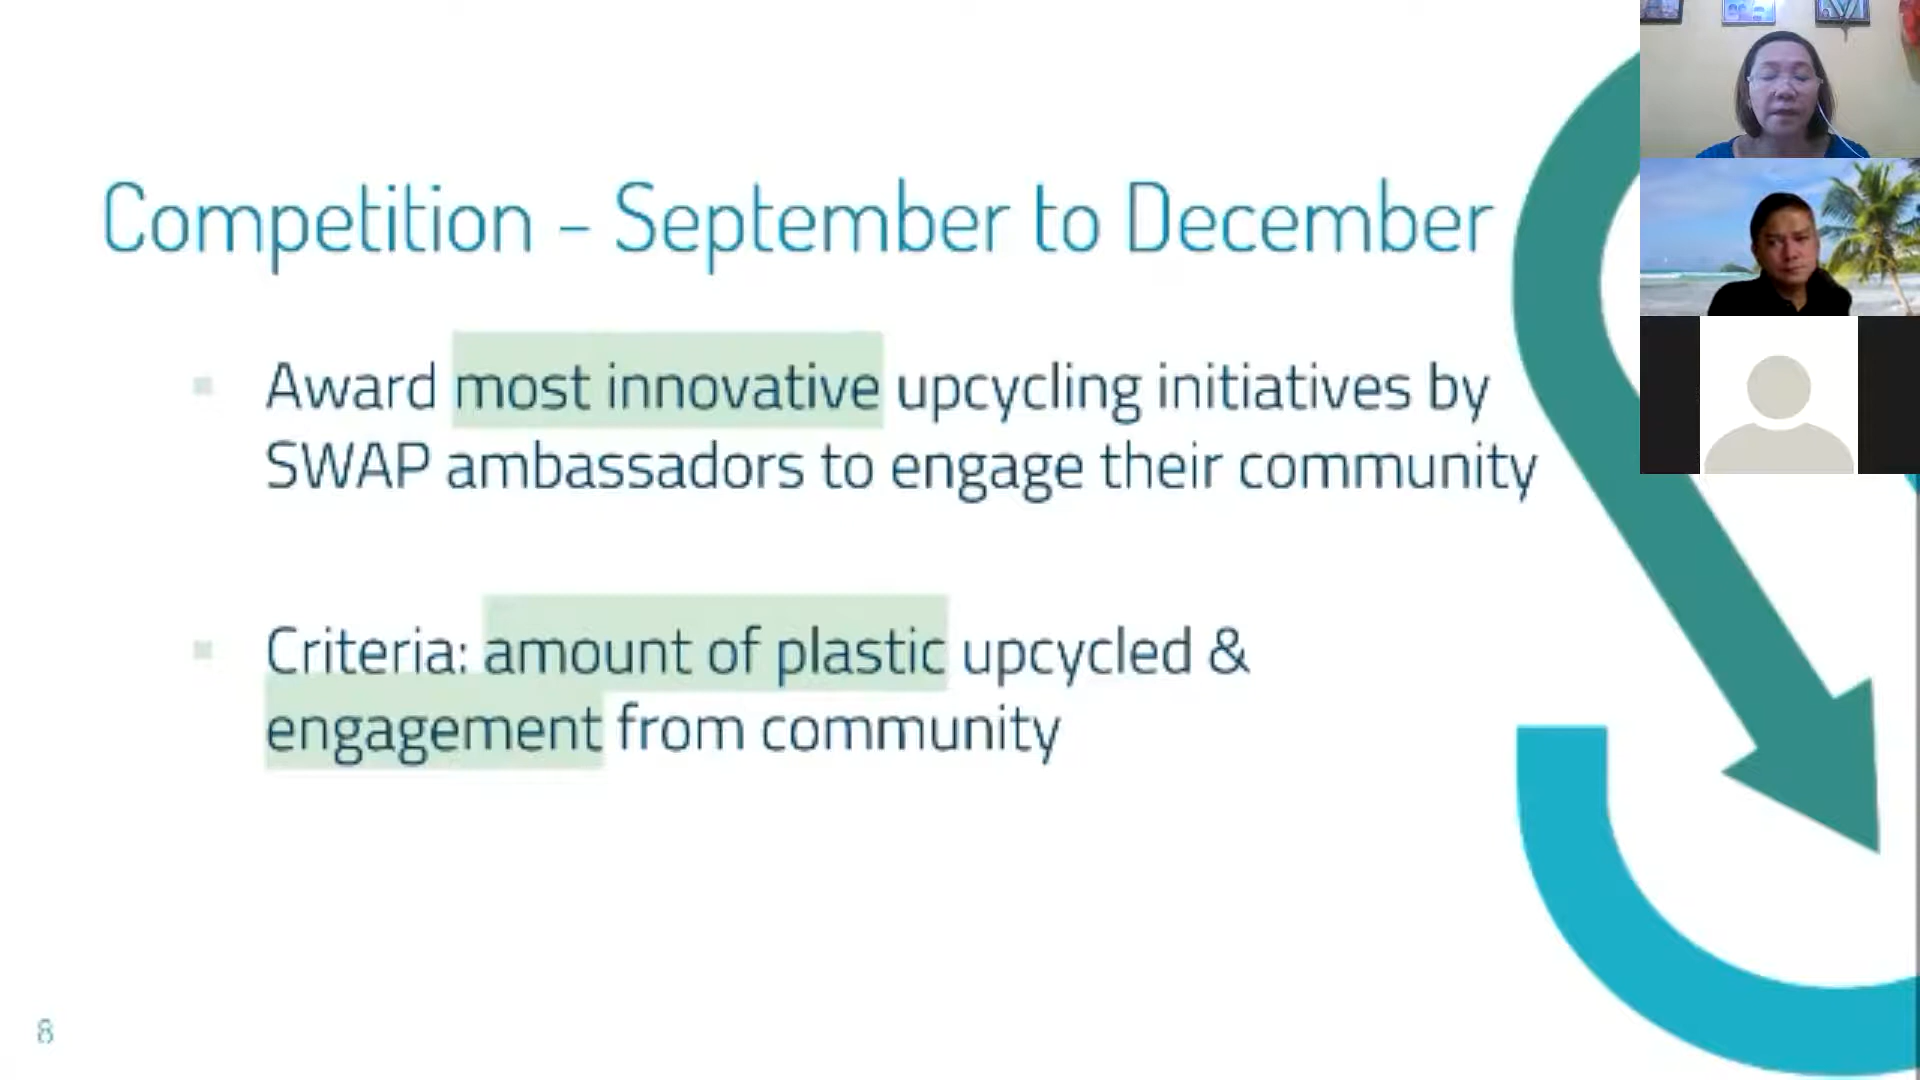 Competition – September to December
Award most innovative upcycling initiatives by
SWAP ambassadors to engage their community
Criteria: amount of plastic upcycled &
engagement from community
8